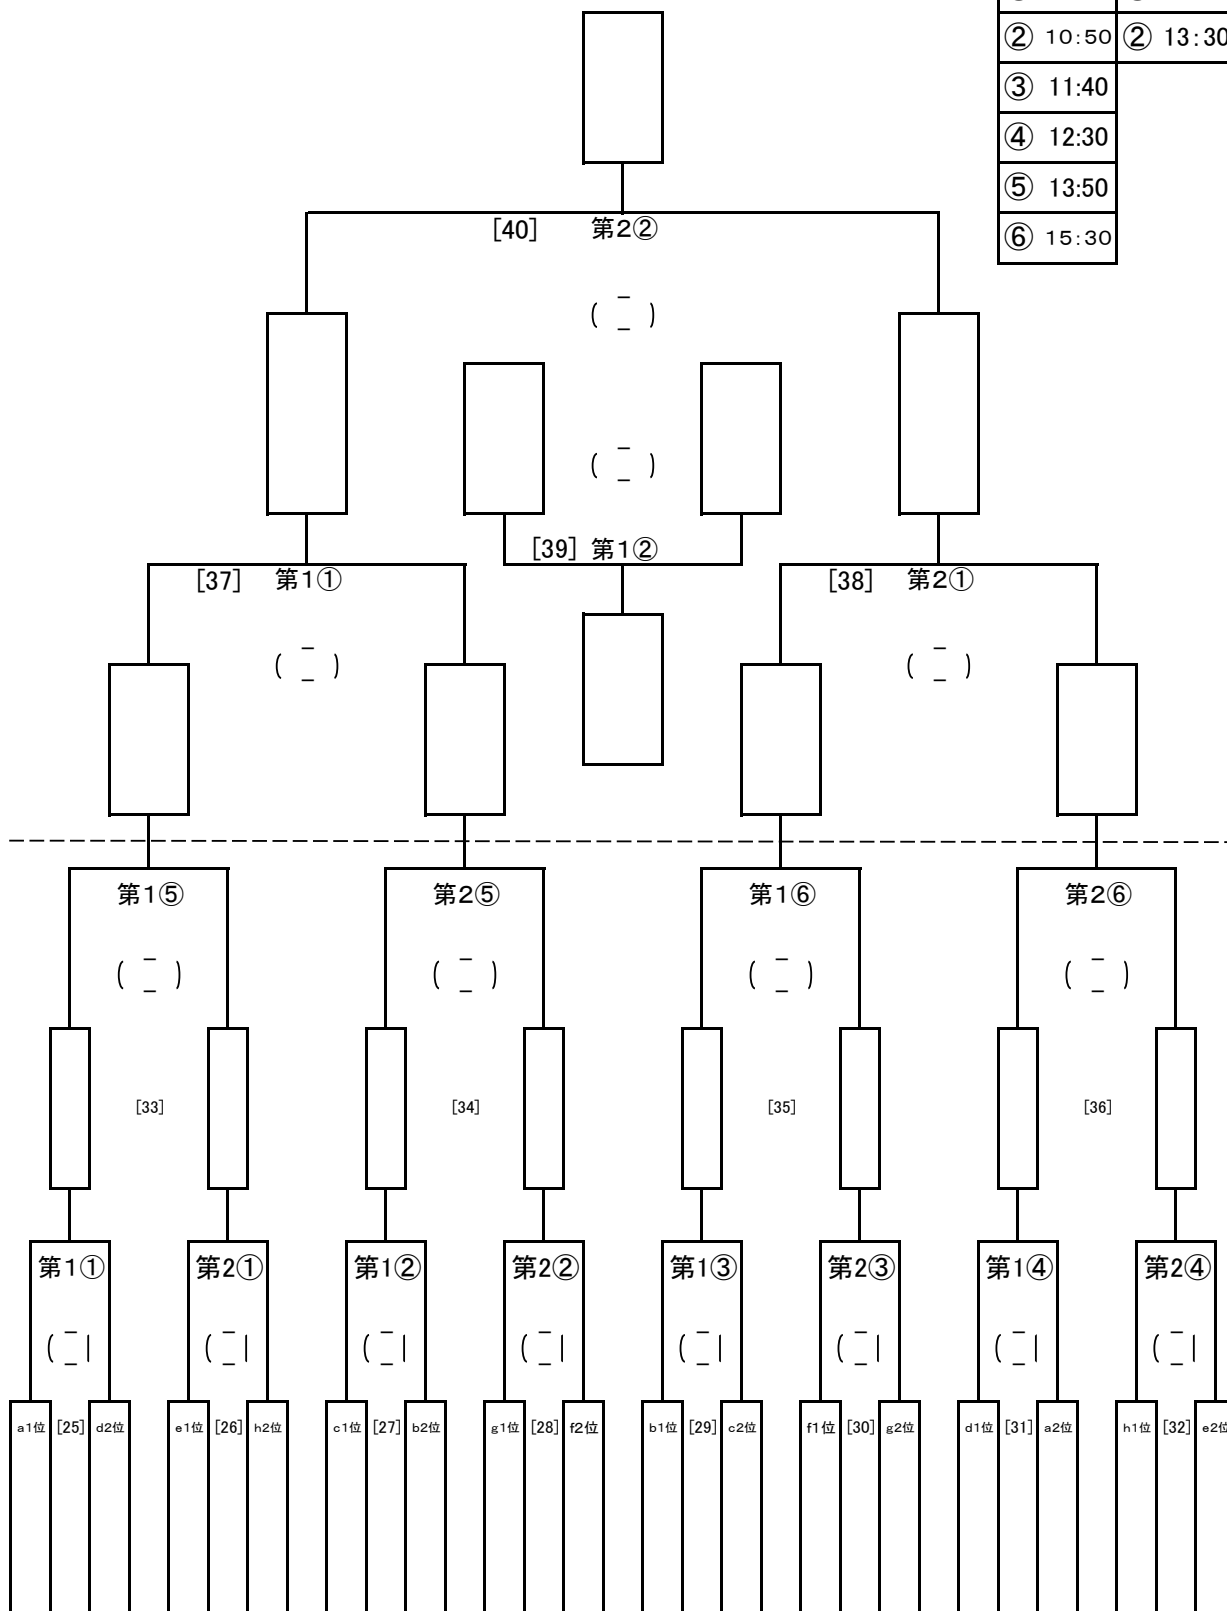 ② 10:50 ② 13:30
③ 11:40
④ 12:30
⑤ 13:50
⑥ 15:30
[40] 第2②
( － － )
( － － )
[39] 第1②
[37] 第1① [38] 第2①
( － － ) ( － － )
第1⑤ 第2⑤ 第1⑥ 第2⑥
( － － ) ( － － ) ( － － ) ( － － )
[33] [34] [35] [36]
第1① 第2① 第1② 第2② 第1③ 第2③ 第1④ 第2④
a1位 [25] d2位 e1位 [26] h2位 c1位 [27] b2位 g1位 [28] f2位 b1位 [29] c2位 f1位 [30] g2位 d1位 [31] a2位 h1位 [32] e2位